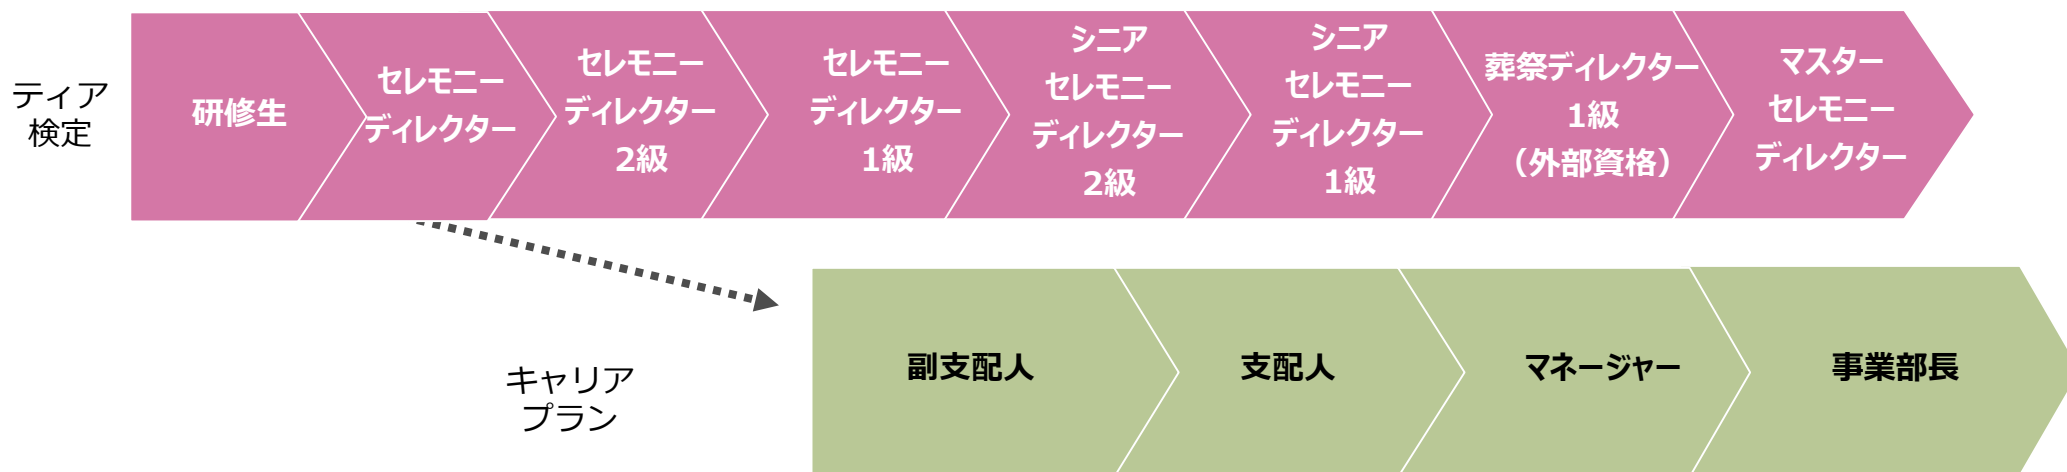 ティア
検定
研修生
セレモニー
ディレクター
セレモニー
ディレクター
2級
セレモニー
ディレクター
1級
シニア
セレモニー
ディレクター
2級
シニア
セレモニー
ディレクター
1級
葬祭ディレクター
1級
（外部資格）
マスター
セレモニー
ディレクター
キャリア
プラン
副支配人
支配人
マネージャー
事業部長